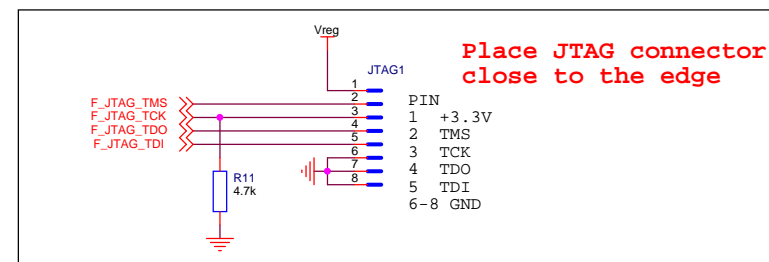 Vreg
Place JTAG connector
close to the edge
JTAG1
1
2
3
4
5
6
7
8
F_JTAG_TMS
F_JTAG_TCK
F_JTAG_TDO
F_JTAG_TDI
PIN
1 +3.3V
2 TMS
3 TCK
4 TDO
5 TDI
6-8 GND
R11
4.7k